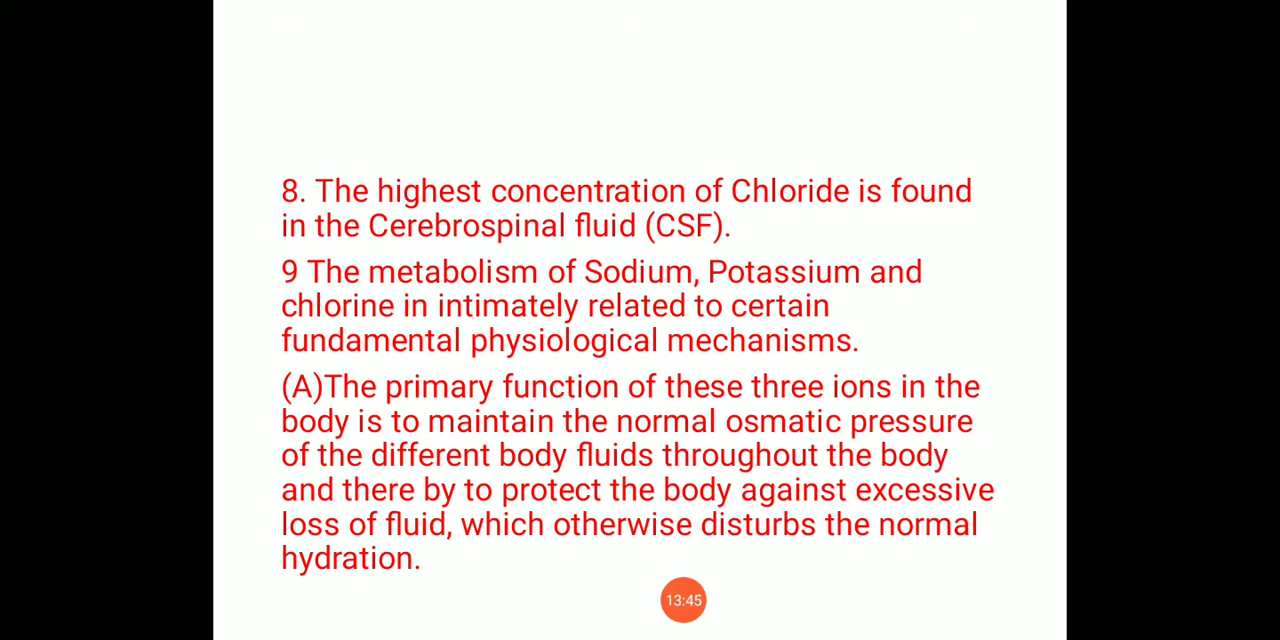 8. The highest concentration of Chloride is found
in the Cerebrospinal fluid (CSF).
9 The metabolism of Sodium, Potassium and
chlorine in intimately related to certain
fundamental physiological mechanisms.
(A)The primary function of these three ions in the
body is to maintain the normal osmatic pressure
of the different body fluids throughout the body
and there by to protect the body against excessive
loss of fluid, which otherwise disturbs the normal
hydration.
13:45